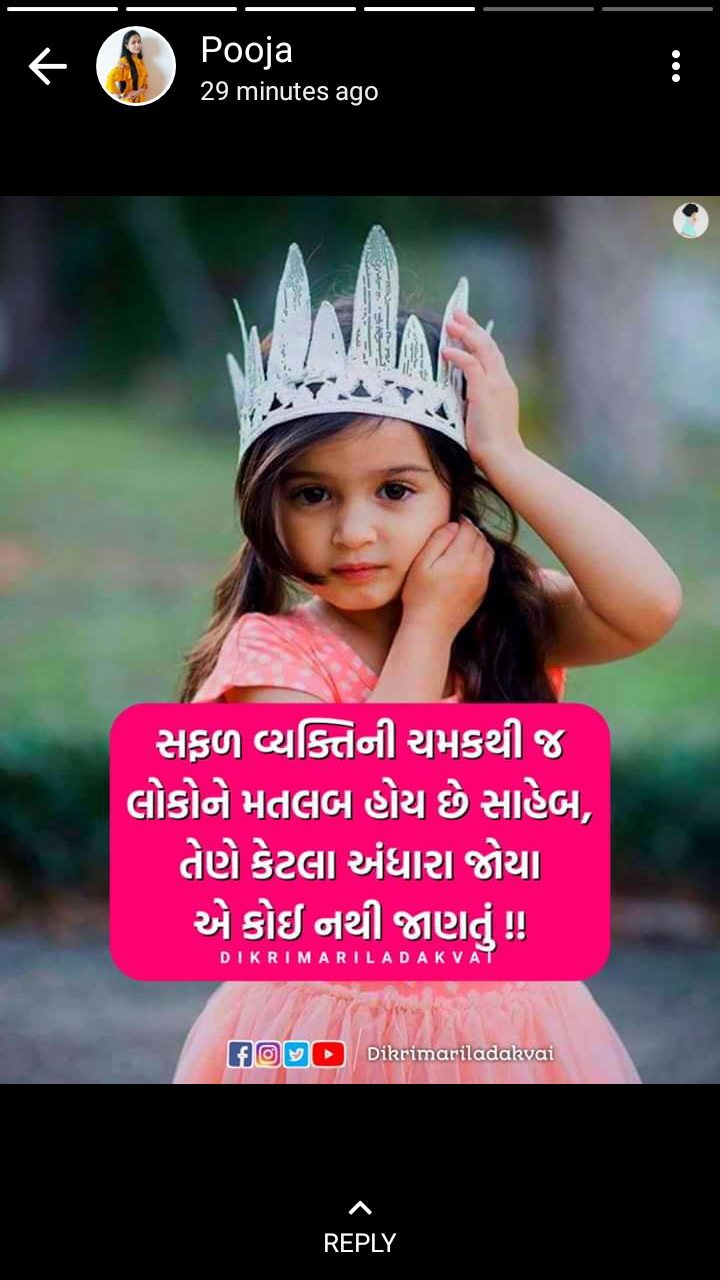 Pooja
29 minutes ago
સફળ વ્યક્તિની ચમકથી જ
લોકોને મતલબ હોય છે સાહેબ,
તેણે કેટલા અંધારા જોયા
એ કોઈ નથી જાણતું !!
DIKRIMARILADAKVAI
Dikrimariladakvai
REPLY